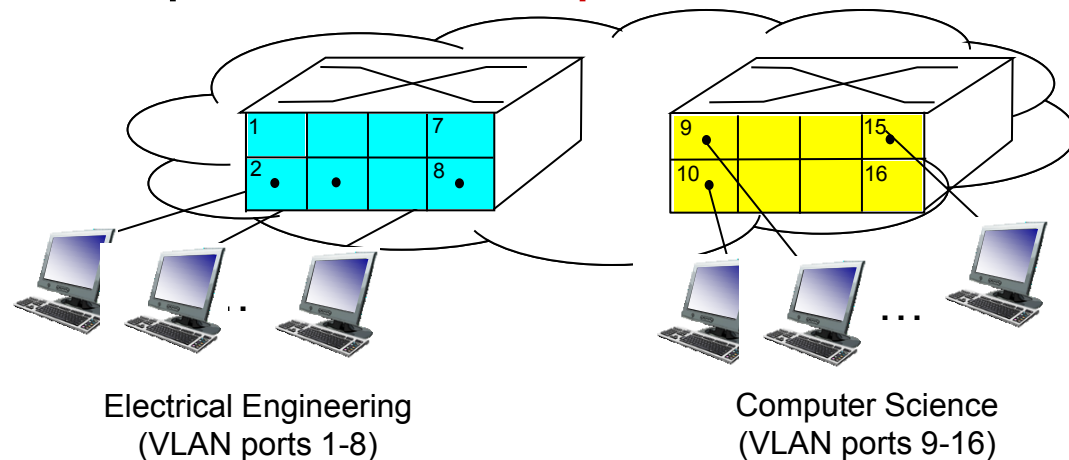 1
7
2
8
9
15
10
16
...
...
Electrical Engineering
(VLAN ports 1-8)
Computer Science
(VLAN ports 9-16)